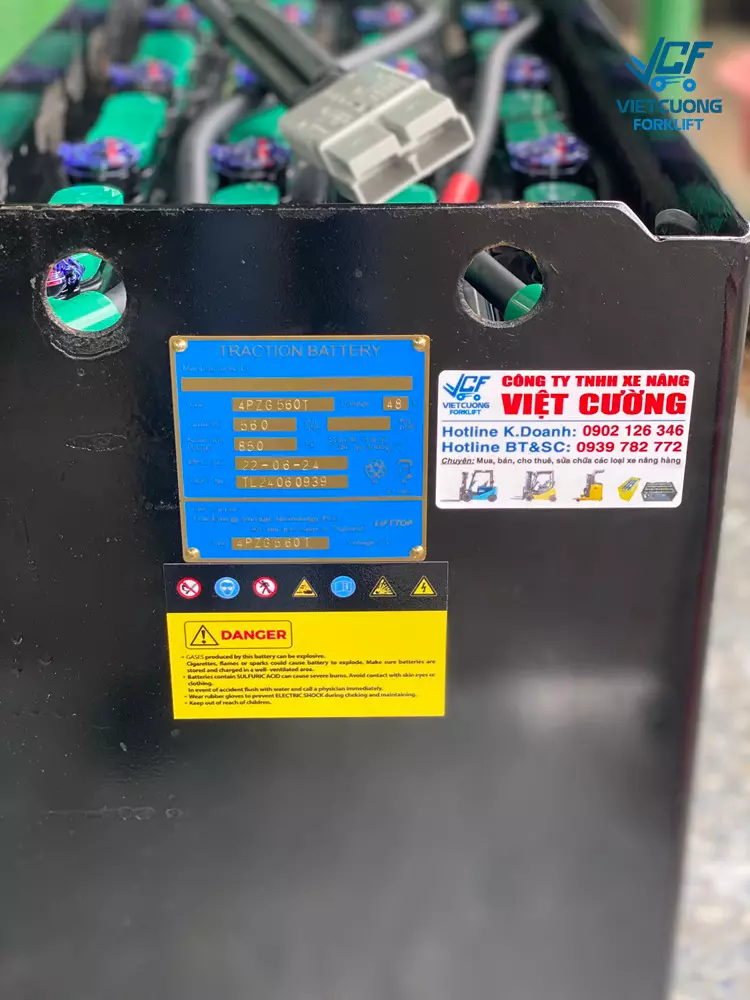 VCF
VIETCUONG
FORKLIFT
TRACTION BATTERY
4PZG560T
48
560
850
22-06-24
TL24060939
4PZG560T
VCF
VIETCUONG
FORKLIFT
CÔNG TY TNHH XE NÂNG
VIỆT CƯỜNG
Hotline K.Doanh: 0902 126 346
Hotline BT&SC: 0939 782 772
Chuyên: Mua, bán, cho thuê, sửa chữa các loại xe nâng hàng
DANGER
• GASES produced by this battery can be explosive.
Cigarettes, flames or sparks could cause battery to explode. Make sure batteries are
stored and charged in a well- ventilated area.
• Batteries contain SULFURIC ACID can cause severe burns. Avoid contact with skin eyes or
clothing.
In event of accident flush with water and call a physician immediately.
• Wear rubber gloves to prevent ELECTRIC SHOCK during cheking and maintaining.
• Keep out of reach of children.